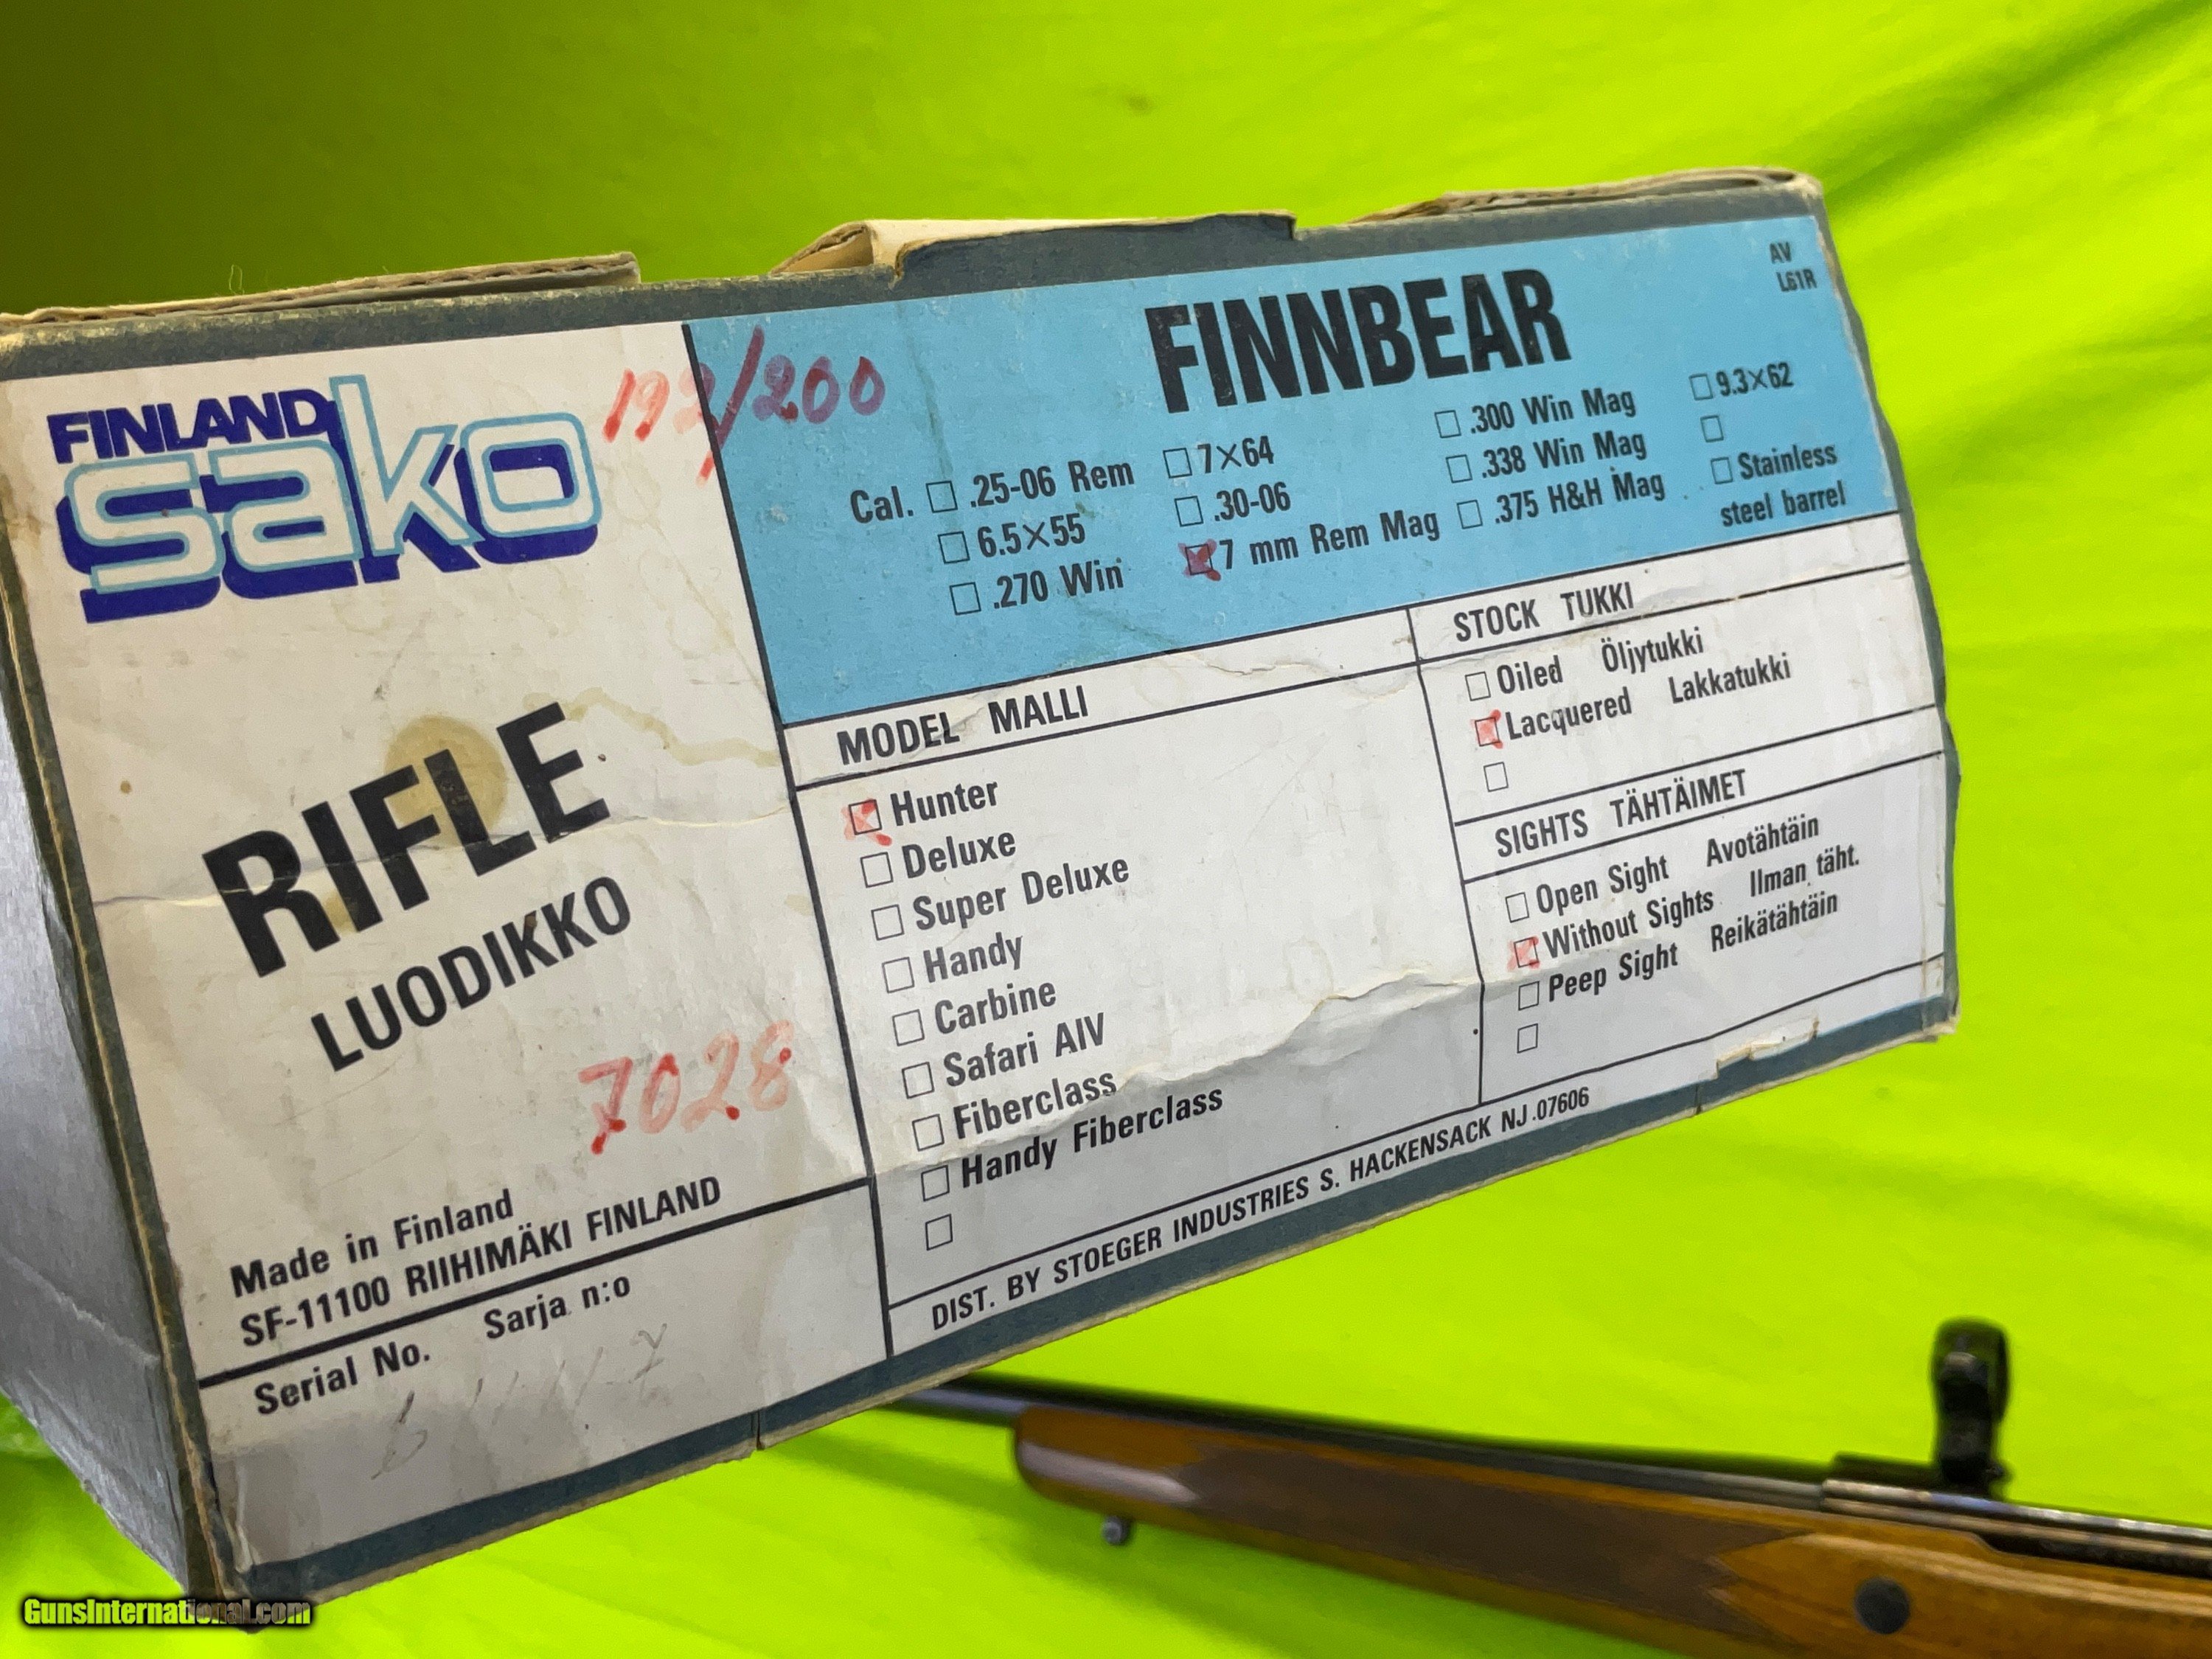 FINLAND
sako
/200
RIFLE
LUODIKKO
7028
Made in Finland
SF-11100 RIIHIMÄKI FINLAND
Serial No. Sarja n:o
FINNBEAR
AV
L61R
Cal. .25-06 Rem
6.5×55
.270 Win
7×64
.30-06
7 mm Rem Mag
.300 Win Mag
.338 Win Mag
.375 H&H Mag
9.3×62
Stainless
steel barrel
MODEL MALLI
Hunter
Deluxe
Super Deluxe
Handy
Carbine
Safari AIV
Fiberclass
Handy Fiberclass
STOCK TUKKI
Oiled Öljytukki
Lacquered Lakkatukki
SIGHTS TÄHTÄIMET
Open Sight Avotähtäin
Without Sights Ilman täht.
Peep Sight Reikätähtäin
DIST. BY STOEGER INDUSTRIES S. HACKENSACK NJ.07606
GunsInternational.com